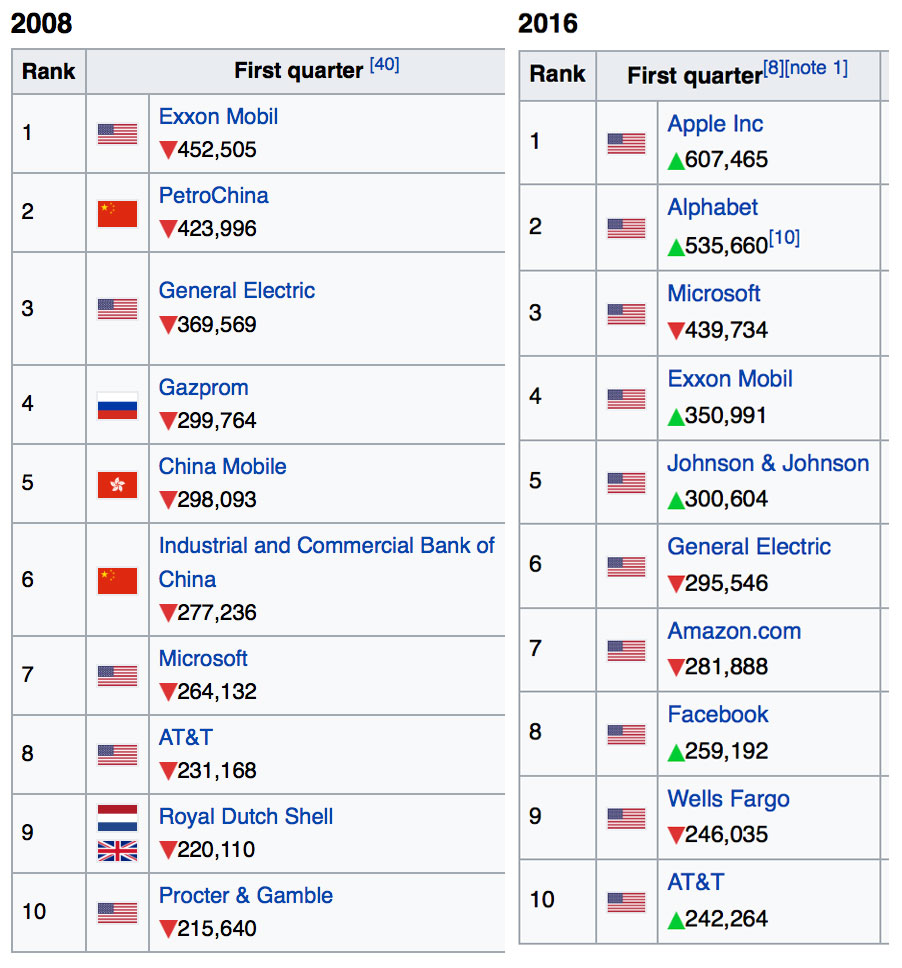 2008
Rank First quarter [40]
1 Exxon Mobil
▼452,505
2 PetroChina
▼423,996
3 General Electric
▼369,569
4 Gazprom
▼299,764
5 China Mobile
▼298,093
6 Industrial and Commercial Bank of
China
▼277,236
7 Microsoft
▼264,132
8 AT&T
▼231,168
9 Royal Dutch Shell
▼220,110
10 Procter & Gamble
▼215,640
2016
Rank First quarter[8][note 1]
1 Apple Inc
▲607,465
2 Alphabet
▲535,660[10]
3 Microsoft
▼439,734
4 Exxon Mobil
▲350,991
5 Johnson & Johnson
▲300,604
6 General Electric
▼295,546
7 Amazon.com
▼281,888
8 Facebook
▲259,192
9 Wells Fargo
▼246,035
10 AT&T
▲242,264